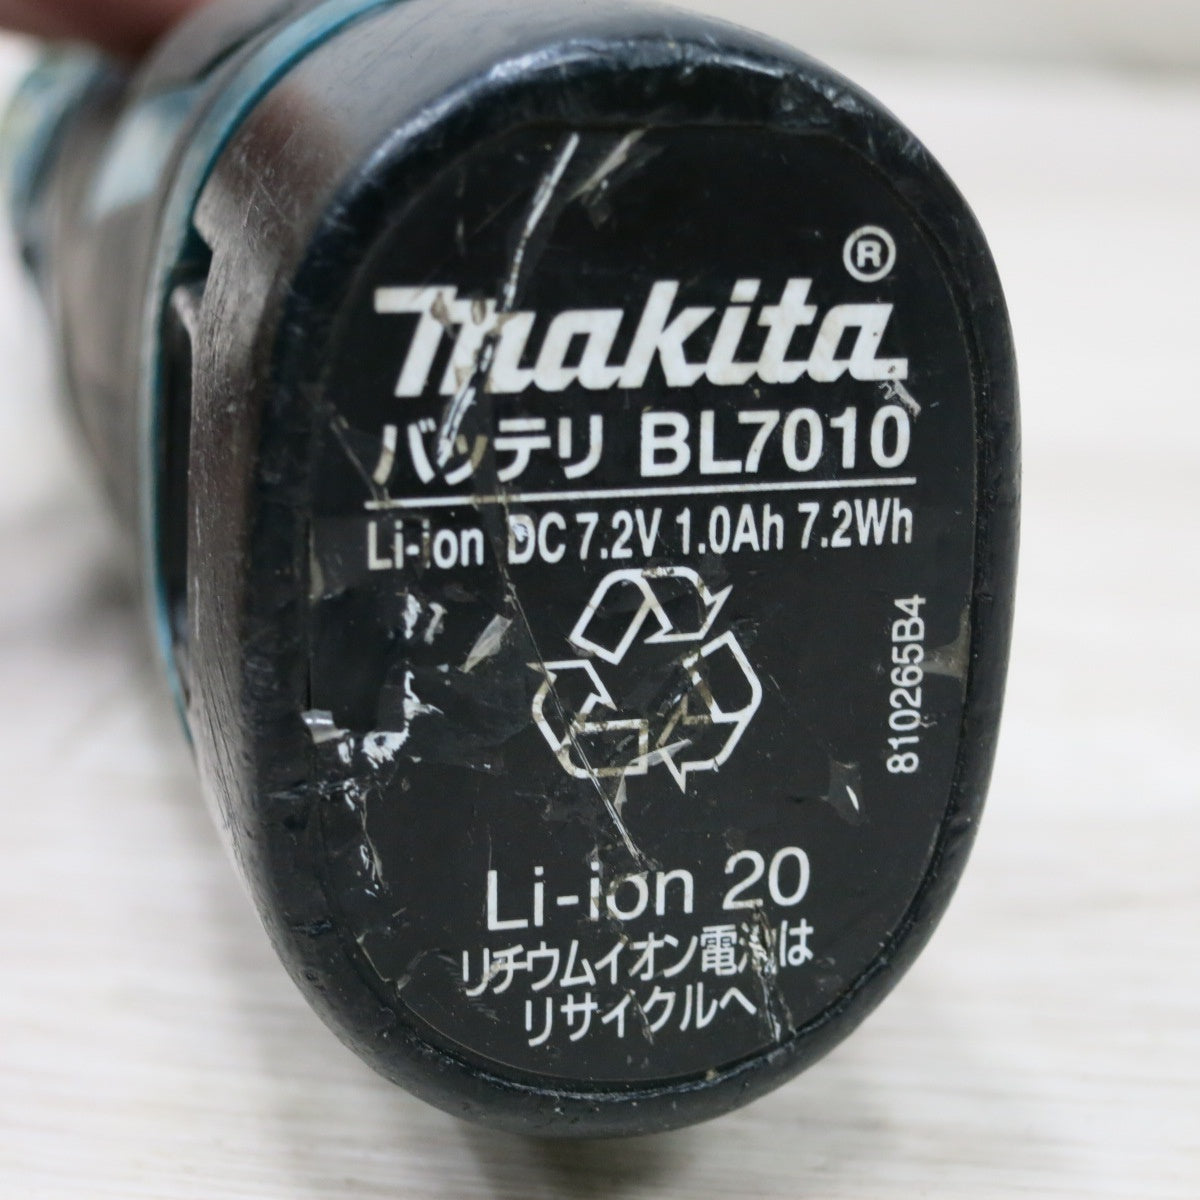 makita®
バッテリ BL7010
Li-ion DC 7.2V 1.0Ah 7.2Wh
810265B4
Li-ion 20
リチウムイオン電池は
リサイクルへ